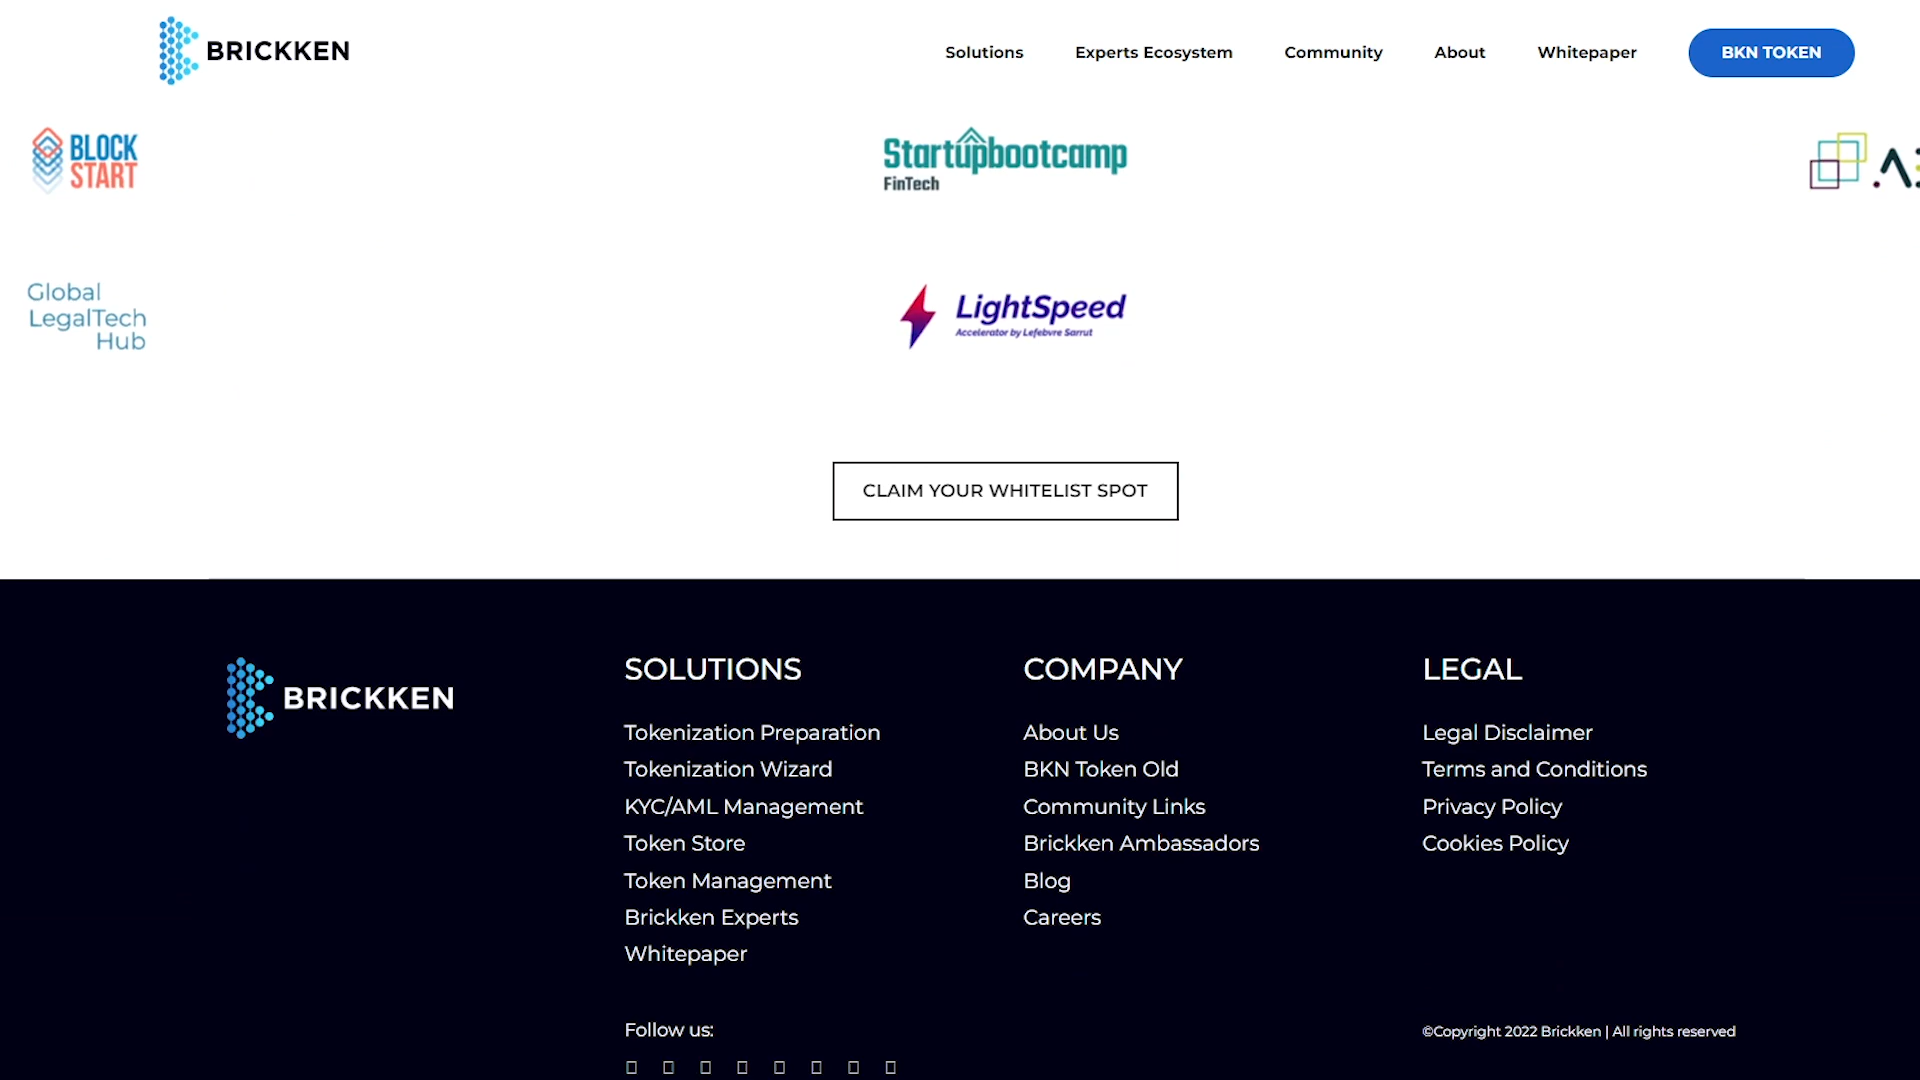 BRICKKEN
Solutions
Experts Ecosystem
Community
About
Whitepaper
BKN TOKEN
BLOCK
START
Startupbootcamp
FinTech
Global
LegalTech
Hub
LightSpeed
Accelerator by Lefebvre Sarrut
CLAIM YOUR WHITELIST SPOT
BRICKKEN
SOLUTIONS
Tokenization Preparation
Tokenization Wizard
KYC/AML Management
Token Store
Token Management
Brickken Experts
Whitepaper
COMPANY
About Us
BKN Token Old
Community Links
Brickken Ambassadors
Blog
Careers
LEGAL
Legal Disclaimer
Terms and Conditions
Privacy Policy
Cookies Policy
Follow us:
©Copyright 2022 Brickken | All rights reserved